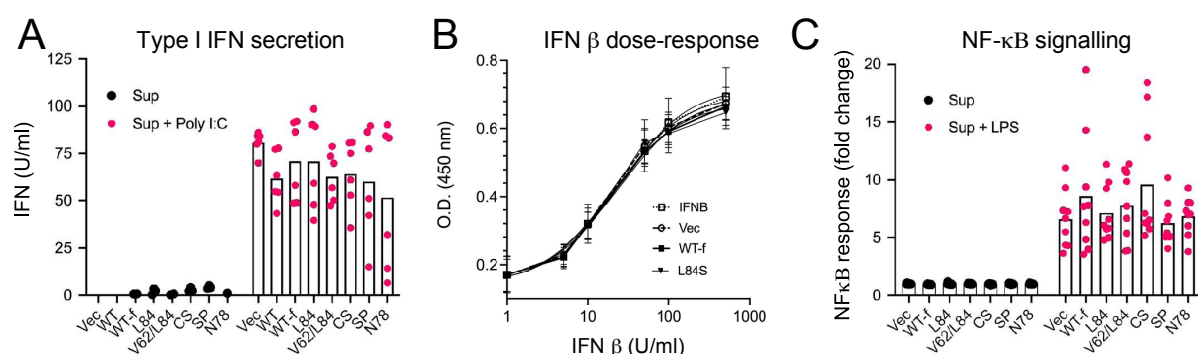 A
Type I IFN secretion
125
100
75
50
25
0
IFN (U/ml)
Sup
Sup + Poly I:C
Vec
WT
WT-f
L84
V62/L84
CS
SP
N78
Vec
WT
WT-f
L84
V62/L84
CS
SP
N78
B
IFN β dose-response
0.8
0.6
0.4
0.2
O.D. (450 nm)
IFNB
Vec
WT-f
L84S
1
10
100
1000
IFN β (U/ml)
C
NF-κB signalling
20
15
10
5
0
NFκB response (fold change)
Sup
Sup + LPS
Vec
WT-f
L84
V62/L84
CS
SP
N78
Vec
WT-f
L84
V62/L84
CS
SP
N78